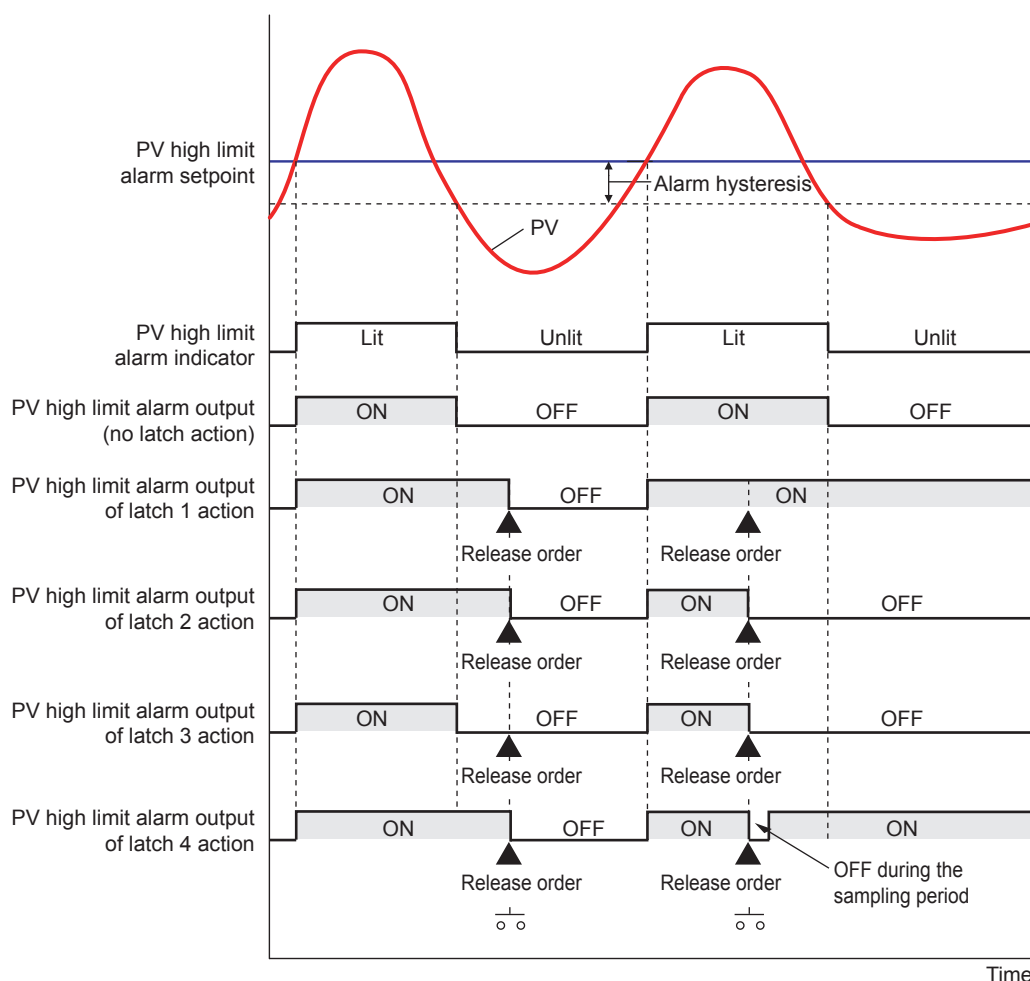 PV high limit
alarm setpoint
Alarm hysteresis
PV
PV high limit
alarm indicator
Lit
Unlit
Lit
Unlit
PV high limit alarm output
(no latch action)
ON
OFF
ON
OFF
PV high limit alarm output
of latch 1 action
ON
OFF
ON
Release order
Release order
PV high limit alarm output
of latch 2 action
ON
OFF
ON
OFF
Release order
Release order
PV high limit alarm output
of latch 3 action
ON
OFF
ON
OFF
Release order
Release order
PV high limit alarm output
of latch 4 action
ON
OFF
ON
ON
Release order
Release order
OFF during the
sampling period
Time